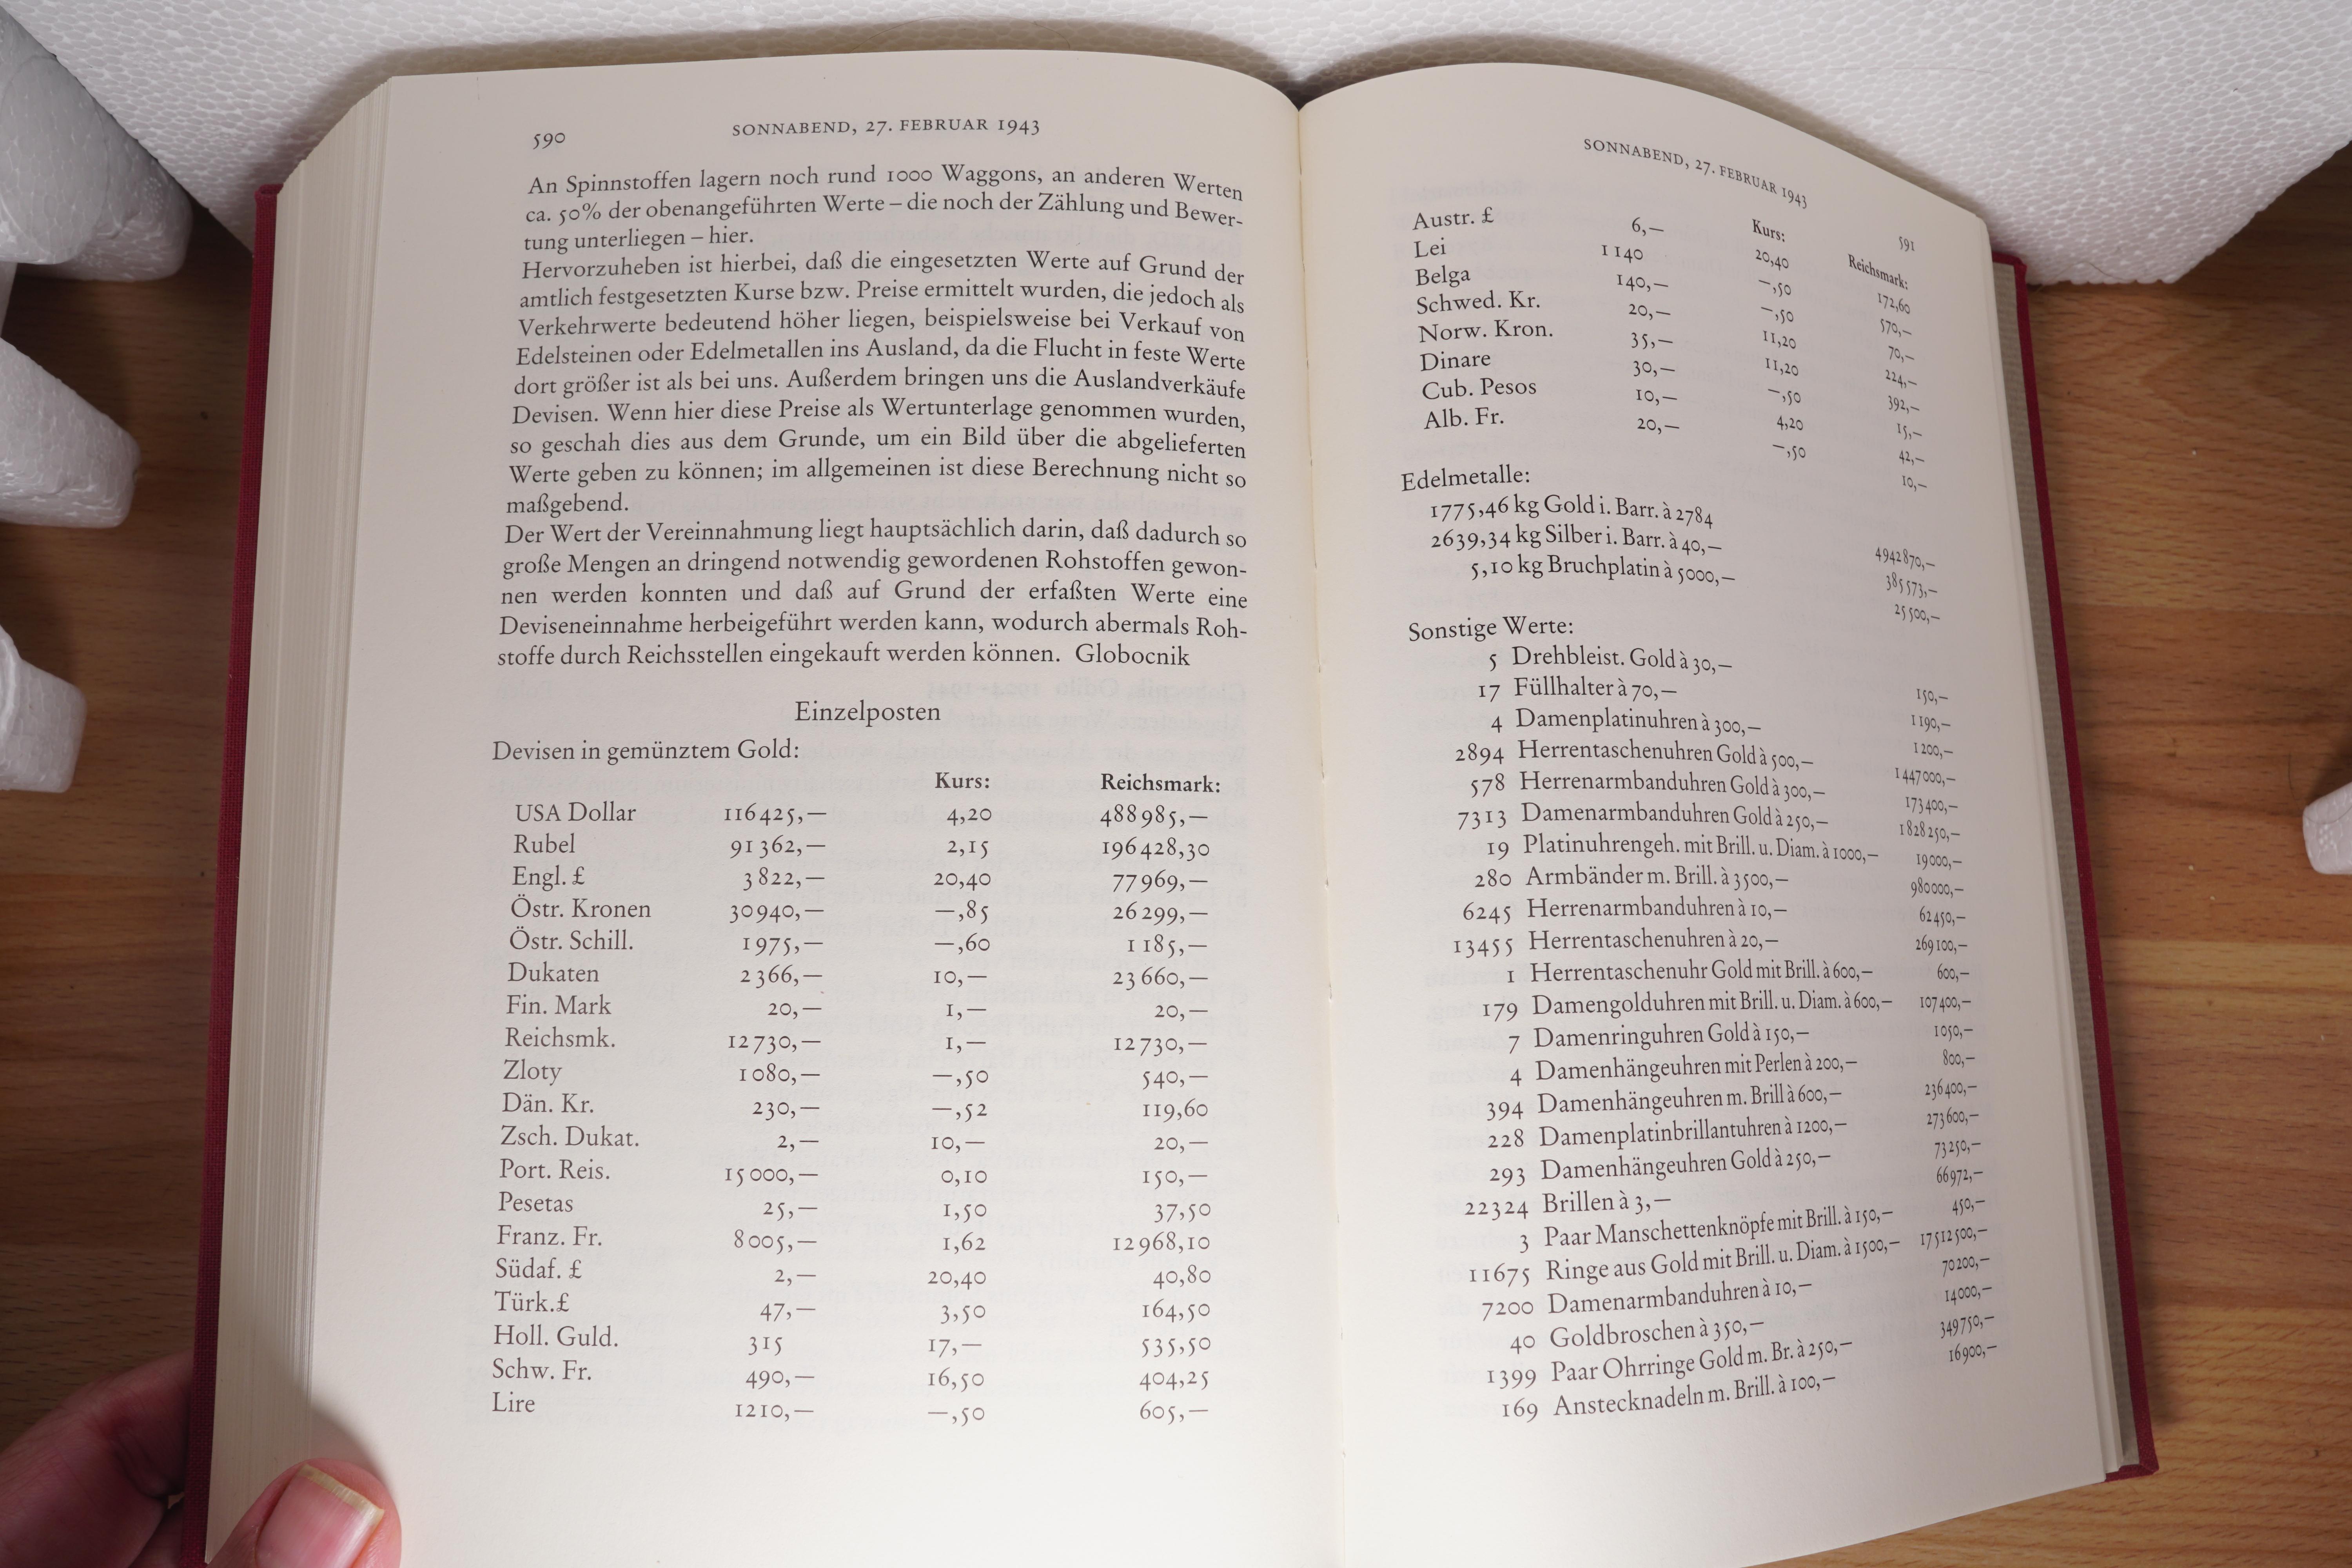 590
SONNABEND, 27. FEBRUAR 1943
An Spinnstoffen lagern noch rund 1000 Waggons, an anderen Werten
ca. 50% der obenangeführten Werte – die noch der Zählung und Bewer-
tung unterliegen – hier.
Hervorzuheben ist hierbei, daß die eingesetzten Werte auf Grund der
amtlich festgesetzten Kurse bzw. Preise ermittelt wurden, die jedoch als
Verkehrwerte bedeutend höher liegen, beispielsweise bei Verkauf von
Edelsteinen oder Edelmetallen ins Ausland, da die Flucht in feste Werte
dort größer ist als bei uns. Außerdem bringen uns die Auslandverkäufe
Devisen. Wenn hier diese Preise als Wertunterlage genommen wurden,
so geschah dies aus dem Grunde, um ein Bild über die abgelieferten
Werte geben zu können; im allgemeinen ist diese Berechnung nicht so
maßgebend.
Der Wert der Vereinnahmung liegt hauptsächlich darin, daß dadurch so
große Mengen an dringend notwendig gewordenen Rohstoffen gewon-
nen werden konnten und daß auf Grund der erfaßten Werte eine
Deviseneinnahme herbeigeführt werden kann, wodurch abermals Roh-
stoffe durch Reichsstellen eingekauft werden können. Globocnik
Einzelposten
Devisen in gemünztem Gold:
Kurs: Reichsmark:
USA Dollar 116425,— 4,20 488985,—
Rubel 91362,— 2,15 196428,30
Engl. £ 3822,— 20,40 77969,—
Östr. Kronen 30940,— —,85 26299,—
Östr. Schill. 1975,— —,60 1185,—
Dukaten 2366,— 10,— 23660,—
Fin. Mark 20,— 1,— 20,—
Reichsmk. 12730,— 1,— 12730,—
Zloty 1080,— —,50 540,—
Dän. Kr. 230,— —,52 119,60
Zsch. Dukat. 2,— 10,— 20,—
Port. Reis. 15000,— 0,10 150,—
Pesetas 25,— 1,50 37,50
Franz. Fr. 8005,— 1,62 12968,10
Südaf. £ 2,— 20,40 40,80
Türk.£ 47,— 3,50 164,50
Holl. Guld. 315 17,— 535,50
Schw. Fr. 490,— 16,50 404,25
Lire 1210,— —,50 605,—
SONNABEND, 27. FEBRUAR 1943
591
Kurs: Reichsmark:
Austr. £ 6,— 20,40 172,60
Lei 1140 —,50 570,—
Belga 140,— —,50 70,—
Schwed. Kr. 20,— 11,20 224,—
Norw. Kron. 35,— 11,20 392,—
Dinare 30,— —,50 15,—
Cub. Pesos 10,— 4,20 42,—
Alb. Fr. 20,— —,50 10,—
Edelmetalle:
1775,46 kg Gold i. Barr. à 2784 4942870,—
2639,34 kg Silber i. Barr. à 40,— 385573,—
5,10 kg Bruchplatin à 5000,— 25500,—
Sonstige Werte:
5 Drehbleist. Gold à 30,— 150,—
17 Füllhalter à 70,— 1190,—
4 Damenplatinuhren à 300,— 1200,—
2894 Herrentaschenuhren Gold à 500,— 1447000,—
578 Herrenarmbanduhren Gold à 300,— 173400,—
7313 Damenarmbanduhren Gold à 250,— 1828250,—
19 Platinuhrengeh. mit Brill. u. Diam. à 1000,— 19000,—
280 Armbänder m. Brill. à 3500,— 980000,—
6245 Herrenarmbanduhren à 10,— 62450,—
13455 Herrentaschenuhren à 20,— 269100,—
1 Herrentaschenuhr Gold mit Brill. à 600,— 600,—
179 Damengolduhren mit Brill. u. Diam. à 600,— 107400,—
7 Damenringuhren Gold à 150,— 1050,—
4 Damenhängeuhren mit Perlen à 200,— 800,—
394 Damenhängeuhren m. Brill à 600,— 236400,—
228 Damenplatinbrillantuhren à 1200,— 273600,—
293 Damenhängeuhren Gold à 250,— 73250,—
22324 Brillen à 3,— 66972,—
3 Paar Manschettenknöpfe mit Brill. à 150,— 450,—
11675 Ringe aus Gold mit Brill. u. Diam. à 1500,— 17512500,—
7200 Damenarmbanduhren à 10,— 70200,—
40 Goldbroschen à 350,— 14000,—
1399 Paar Ohrringe Gold m. Br. à 250,— 349750,—
169 Anstecknadeln m. Brill. à 100,— 16900,—